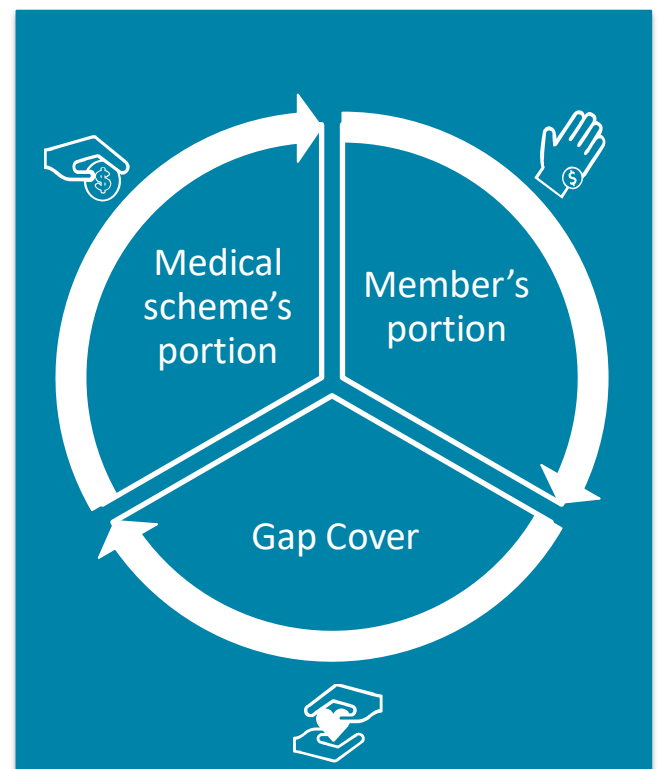 Medical
scheme's
portion
Member's
portion
Gap Cover
$
$